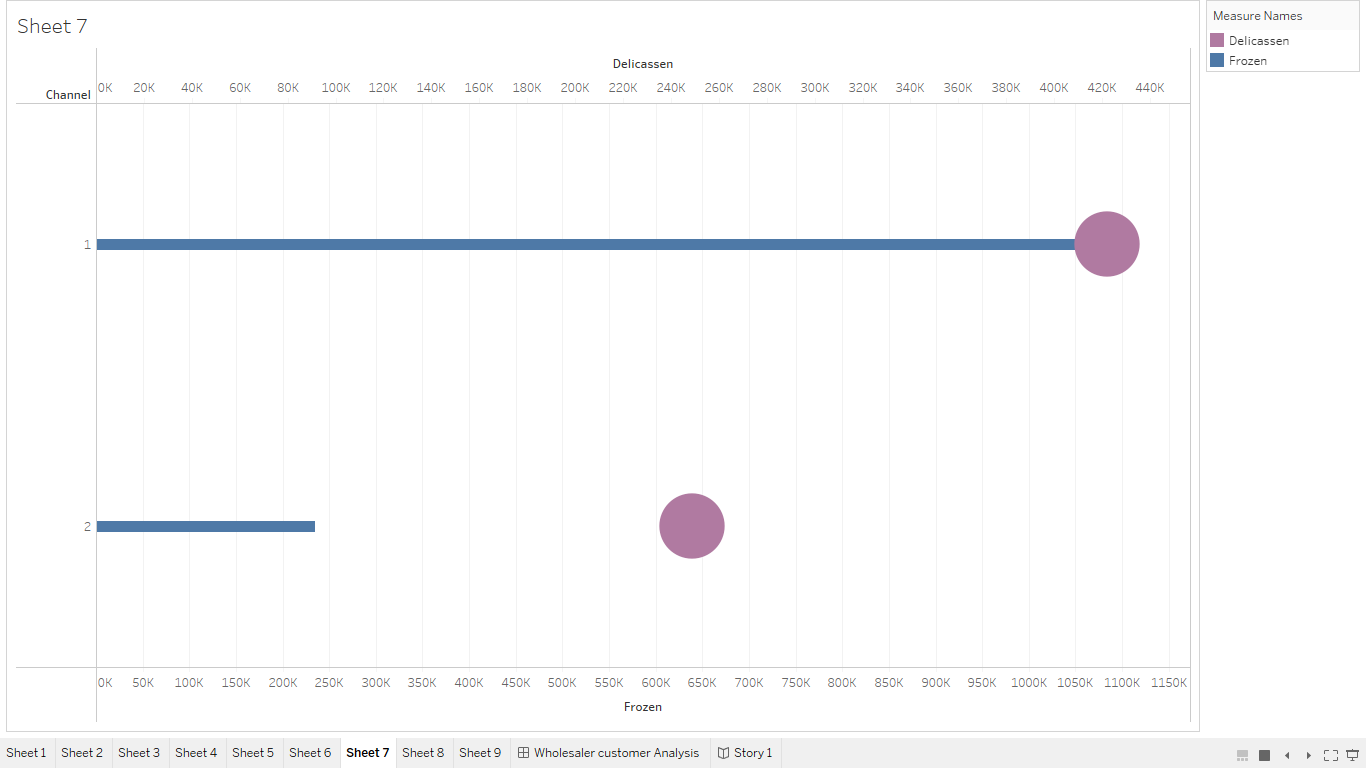 Sheet 7
Measure Names
Delicassen
Frozen
Delicassen
Channel
0K 20K 40K 60K 80K 100K 120K 140K 160K 180K 200K 220K 240K 260K 280K 300K 320K 340K 360K 380K 400K 420K 440K
1
2
0K 50K 100K 150K 200K 250K 300K 350K 400K 450K 500K 550K 600K 650K 700K 750K 800K 850K 900K 950K 1000K 1050K 1100K 1150K
Frozen
Sheet 1 Sheet 2 Sheet 3 Sheet 4 Sheet 5 Sheet 6 Sheet 7 Sheet 8 Sheet 9 Wholesaler customer Analysis Story 1